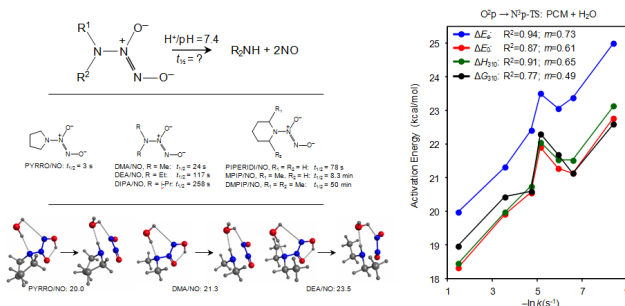 R¹
O⁻
N
N⁺
R²
N
O⁻
H⁺/pH = 7.4
t½ = ?
R₂NH + 2NO
O⁻
N
N⁺
N
O⁻
PYRRO/NO: t1/2 = 3 s
R
O⁻
N
N⁺
R
N
O⁻
DMA/NO, R = Me: t1/2 = 24 s
DEA/NO, R = Et: t1/2 = 117 s
DIPA/NO, R = i-Pr: t1/2 = 258 s
R₁
O⁻
N
N⁺
R₂
N
O⁻
PIPERIDI/NO, R₁ = R₂ = H: t1/2 = 78 s
MPIP/NO, R₁ = Me, R₂ = H: t1/2 = 8.3 min
DMPIP/NO, R₁ = R₂ = Me: t1/2 = 50 min
PYRRO/NO: 20.0
DMA/NO: 21.3
DEA/NO: 23.5
O²p → N³p-TS: PCM + H₂O
ΔEₑ: R²=0.94; m=0.73
ΔE₀: R²=0.87; m=0.61
ΔH₃₁₀: R²=0.91; m=0.65
ΔG₃₁₀: R²=0.77; m=0.49
Activation Energy (kcal/mol)
25
24
23
22
21
20
19
18
1 2 3 4 5 6 7 8 9
−ln k(s⁻¹)